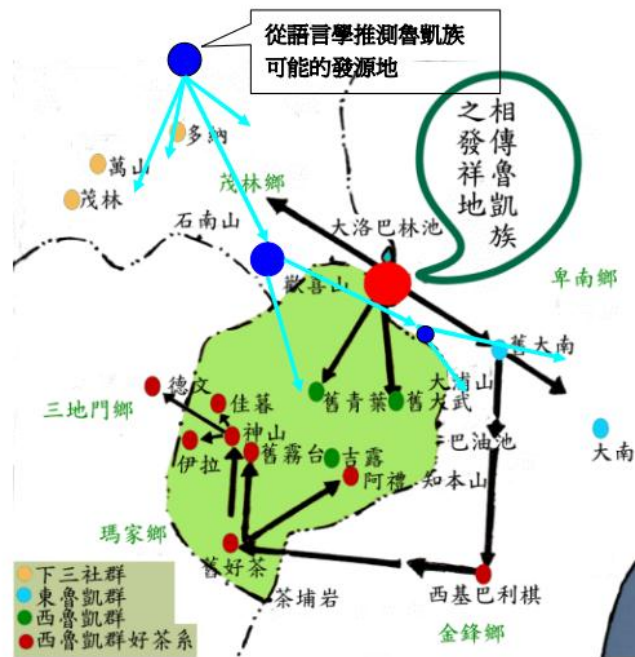 從語言學推測魯凱族
可能的發源地
相傳魯凱族
之發祥地
多納
萬山
茂林
茂林鄉
石南山
大洛巴林池
歡喜山
卑南鄉
舊大南
大浦山
德文
佳暮
舊青葉
舊大武
三地門鄉
神山
巴油池
大南
伊拉
舊霧台
吉露
阿禮
知本山
瑪家鄉
舊好茶
下三社群
東魯凱群
西魯凱群
西魯凱群好茶系
茶埔岩
西基巴利棋
金鋒鄉